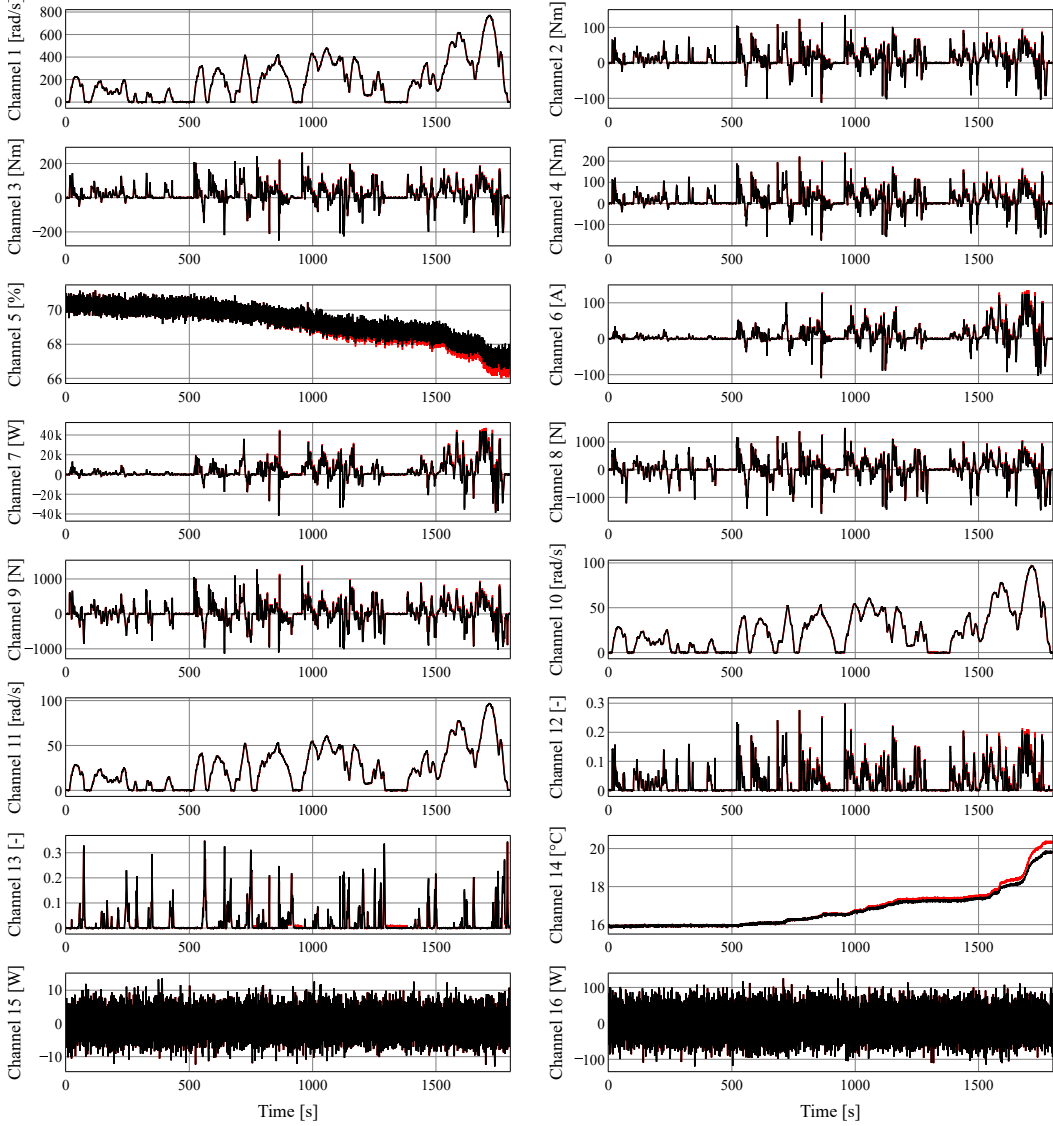 Channel 1 [rad/s]
800
600
400
200
0
0 500 1000 1500
Channel 2 [Nm]
100
0
−100
0 500 1000 1500
Channel 3 [Nm]
200
0
−200
0 500 1000 1500
Channel 4 [Nm]
200
100
0
−100
0 500 1000 1500
Channel 5 [%]
70
68
66
0 500 1000 1500
Channel 6 [A]
100
0
−100
0 500 1000 1500
Channel 7 [W]
40k
20k
0
−20k
−40k
0 500 1000 1500
Channel 8 [N]
1000
0
−1000
0 500 1000 1500
Channel 9 [N]
1000
0
−1000
0 500 1000 1500
Channel 10 [rad/s]
100
50
0
0 500 1000 1500
Channel 11 [rad/s]
100
50
0
0 500 1000 1500
Channel 12 [-]
0.3
0.2
0.1
0
0 500 1000 1500
Channel 13 [-]
0.3
0.2
0.1
0
0 500 1000 1500
Channel 14 [°C]
20
18
16
0 500 1000 1500
Channel 15 [W]
10
0
−10
0 500 1000 1500
Time [s]
Channel 16 [W]
100
0
−100
0 500 1000 1500
Time [s]